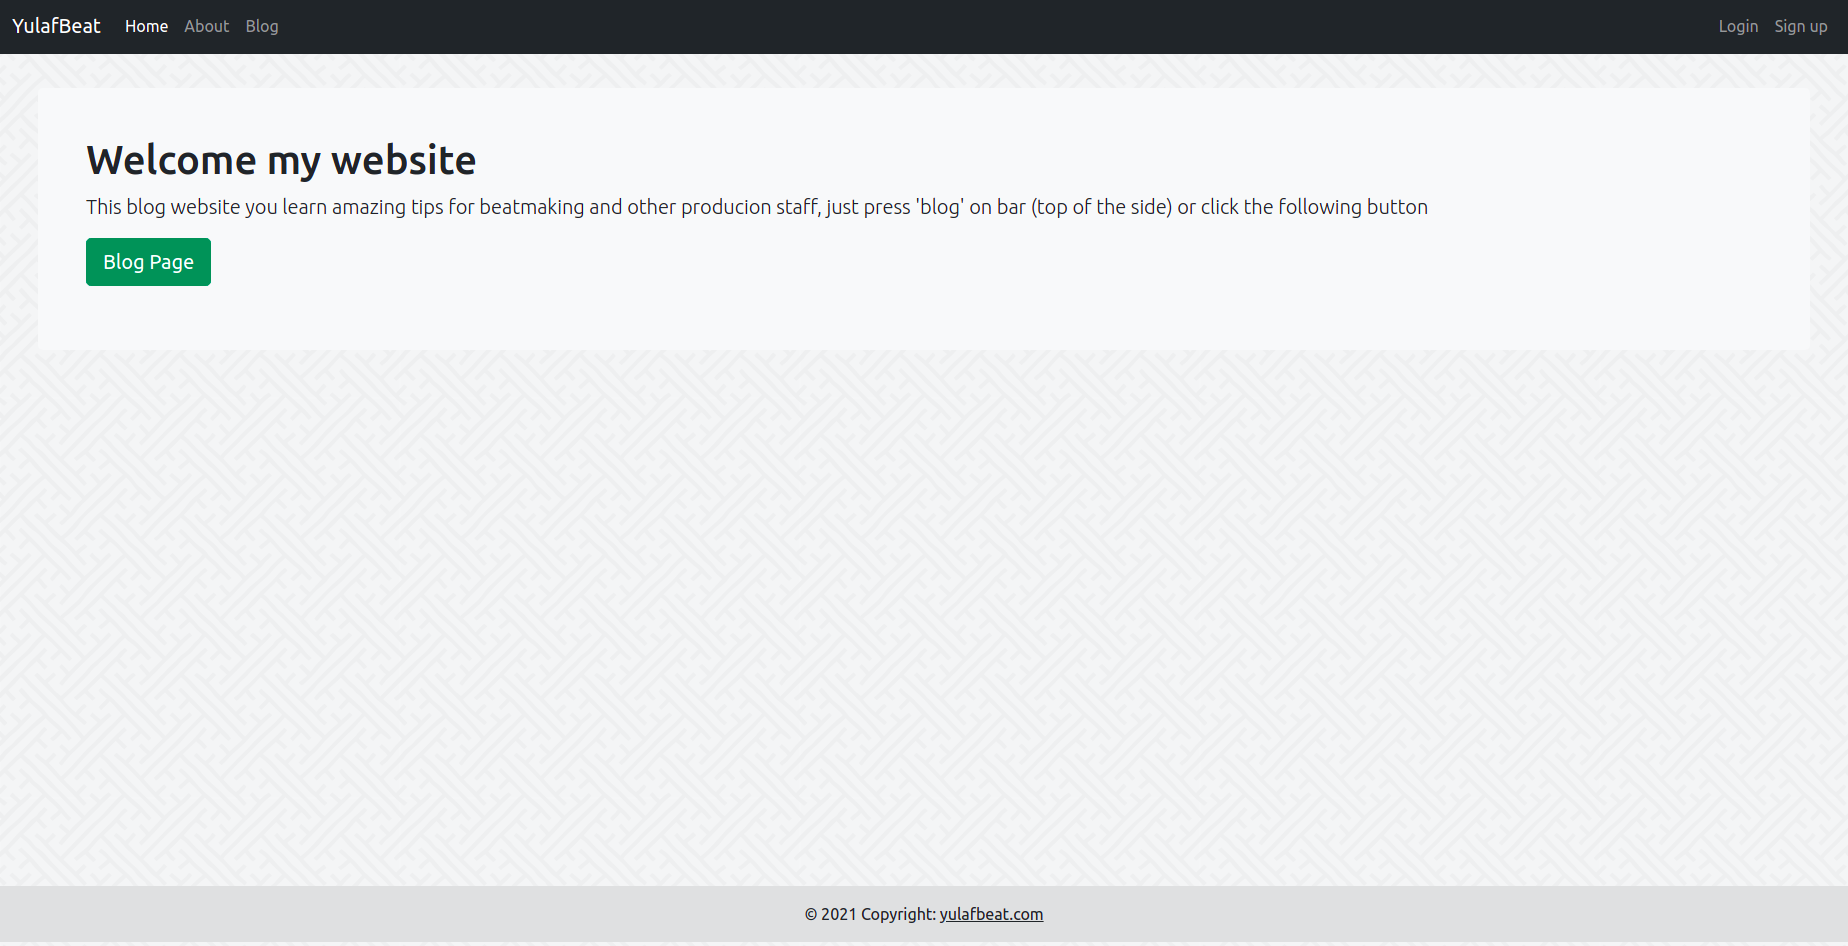 YulafBeat Home About Blog Login Sign up
Welcome my website
This blog website you learn amazing tips for beatmaking and other producion staff, just press 'blog' on bar (top of the side) or click the following button
Blog Page
© 2021 Copyright: yulafbeat.com